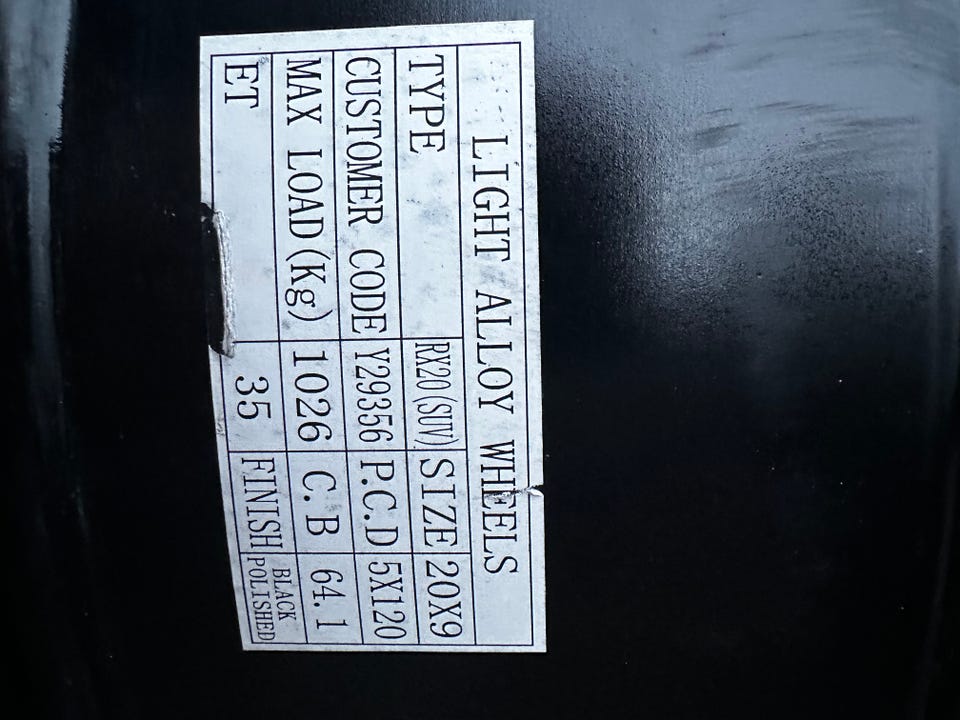 LIGHT ALLOY WHEELS
TYPE RX20(SUV) SIZE 20X9
CUSTOMER CODE Y29356 P.C.D 5X120
MAX LOAD(Kg) 1026 C.B 64.1
ET 35 FINISH BLACK POLISHED